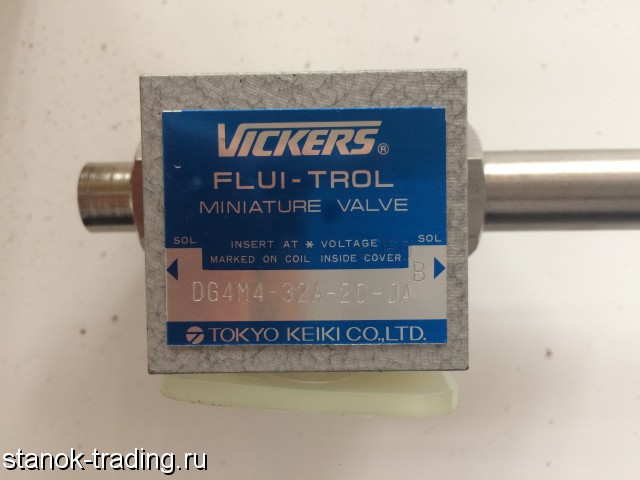 VICKERS®
FLUI-TROL
MINIATURE VALVE
SOL INSERT AT * VOLTAGE SOL
MARKED ON COIL INSIDE COVER
B
DG4M4-32A-20-JA
TOKYO KEIKI CO.,LTD.
stanok-trading.ru